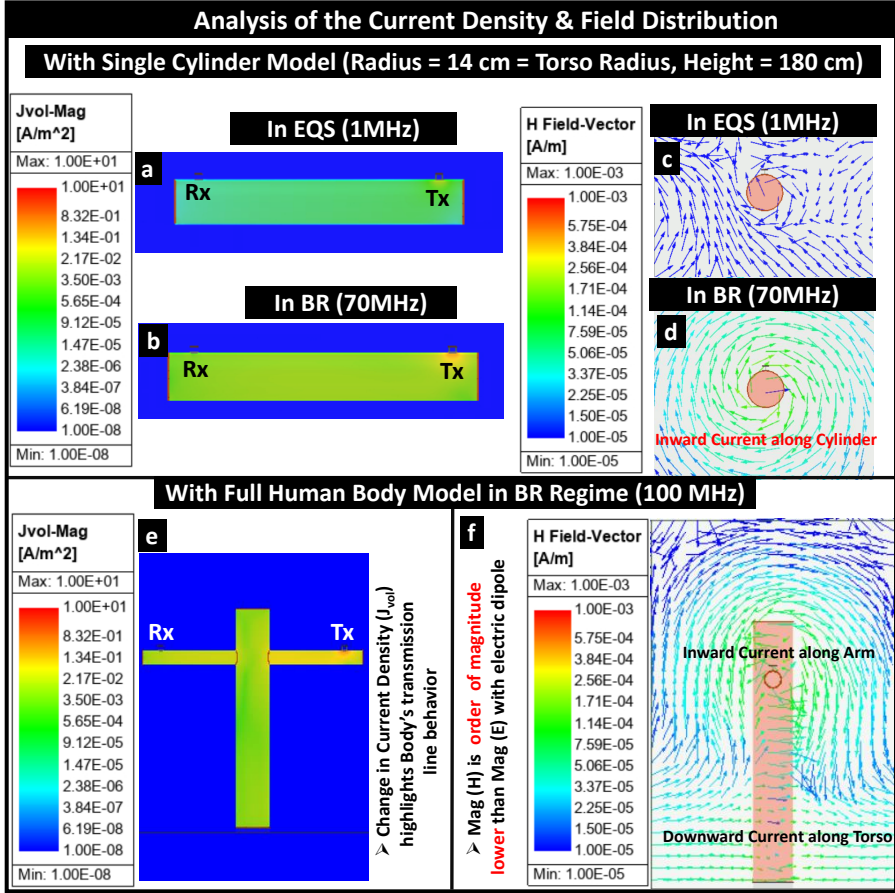 Analysis of the Current Density & Field Distribution
With Single Cylinder Model (Radius = 14 cm = Torso Radius, Height = 180 cm)
Jvol-Mag
[A/m^2]
Max: 1.00E+01
1.00E+01
8.32E-01
1.34E-01
2.17E-02
3.50E-03
5.65E-04
9.12E-05
1.47E-05
2.38E-06
3.84E-07
6.19E-08
1.00E-08
Min: 1.00E-08
In EQS (1MHz)
a
Rx
Tx
In BR (70MHz)
b
Rx
Tx
H Field-Vector
[A/m]
Max: 1.00E-03
1.00E-03
5.75E-04
3.84E-04
2.56E-04
1.71E-04
1.14E-04
7.59E-05
5.06E-05
3.37E-05
2.25E-05
1.50E-05
1.00E-05
Min: 1.00E-05
In EQS (1MHz)
c
In BR (70MHz)
d
Inward Current along Cylinder
With Full Human Body Model in BR Regime (100 MHz)
Jvol-Mag
[A/m^2]
Max: 1.00E+01
1.00E+01
8.32E-01
1.34E-01
2.17E-02
3.50E-03
5.65E-04
9.12E-05
1.47E-05
2.38E-06
3.84E-07
6.19E-08
1.00E-08
Min: 1.00E-08
e
Rx
Tx
➢ Change in Current Density (Jvol)
highlights Body's transmission
line behavior
f
➢ Mag (H) is order of magnitude
lower than Mag (E) with electric dipole
H Field-Vector
[A/m]
Max: 1.00E-03
1.00E-03
5.75E-04
3.84E-04
2.56E-04
1.71E-04
1.14E-04
7.59E-05
5.06E-05
3.37E-05
2.25E-05
1.50E-05
1.00E-05
Min: 1.00E-05
Inward Current along Arm
Downward Current along Torso